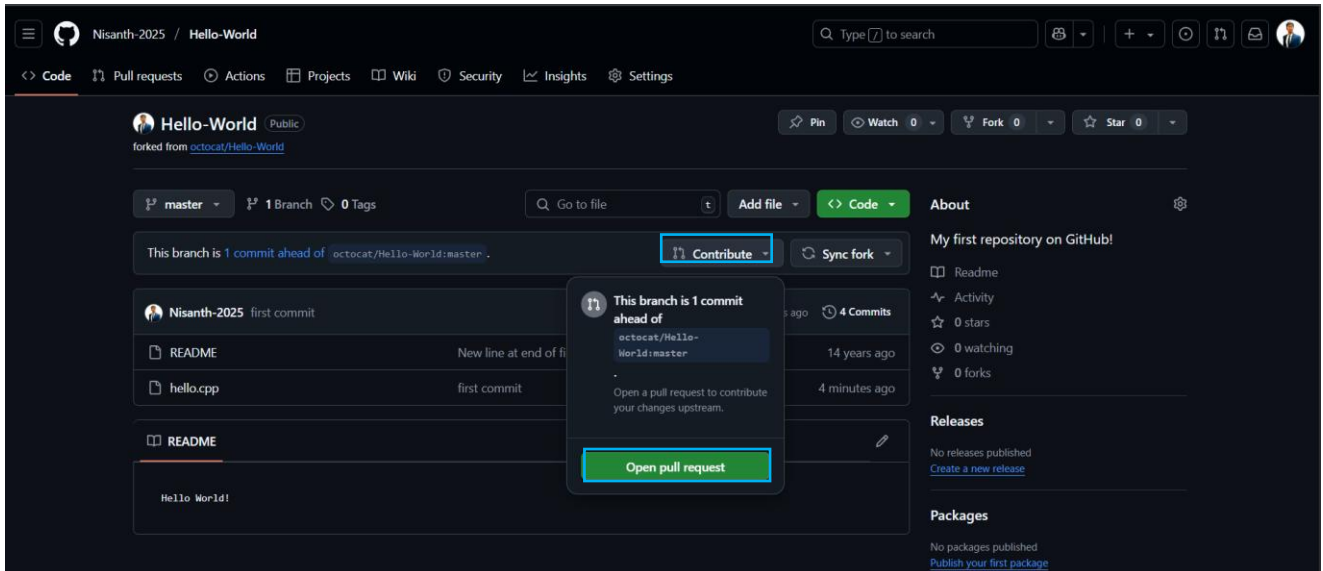 Nisanth-2025 / Hello-World
Type / to search
Code Pull requests Actions Projects Wiki Security Insights Settings
Hello-World Public
Pin Watch 0 Fork 0 Star 0
forked from octocat/Hello-World
master 1 Branch 0 Tags Go to file t Add file Code
This branch is 1 commit ahead of octocat/Hello-World:master .
Contribute Sync fork
Nisanth-2025 first commit
ago 4 Commits
README New line at end of 14 years ago
hello.cpp first commit 4 minutes ago
This branch is 1 commit
ahead of
octocat/Hello-
World:master
.
Open a pull request to contribute
your changes upstream.
Open pull request
README
Hello World!
About
My first repository on GitHub!
Readme
Activity
0 stars
0 watching
0 forks
Releases
No releases published
Create a new release
Packages
No packages published
Publish your first package